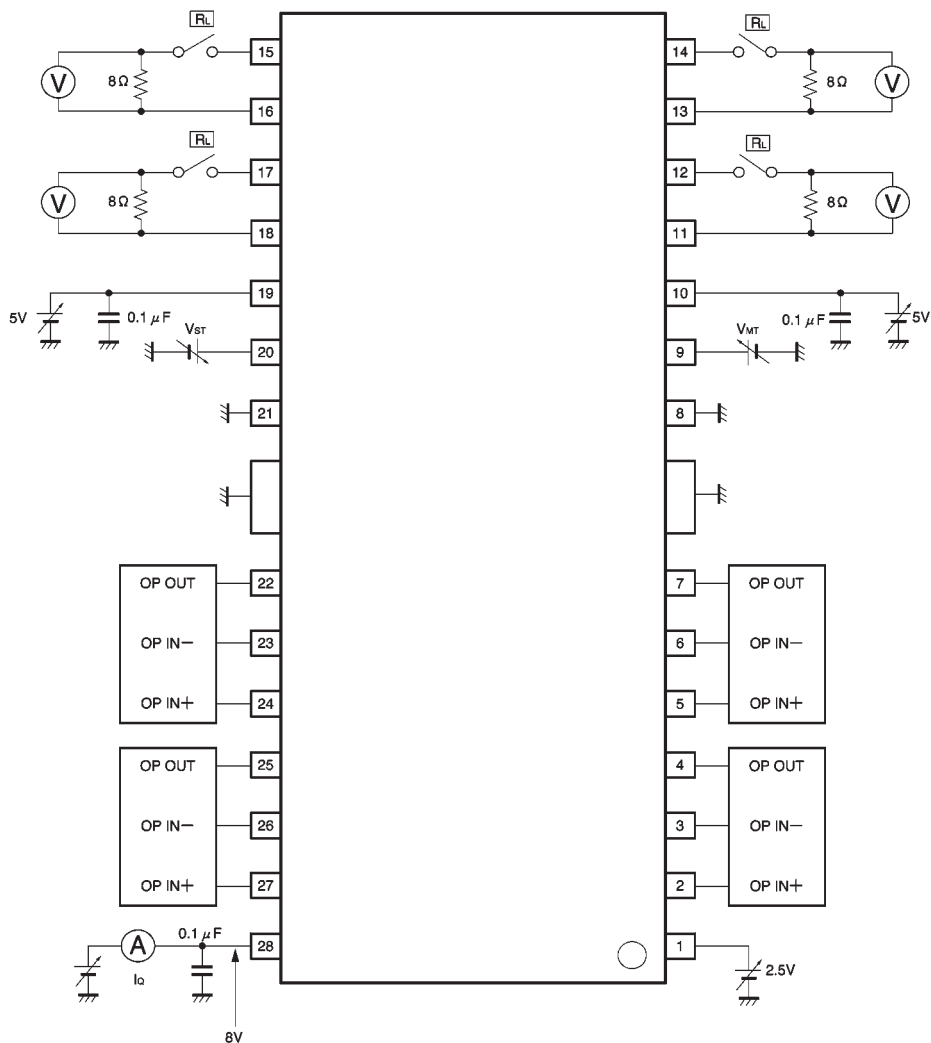 RL RL
15 14
V 8Ω 8Ω V
16 13
RL RL
17 12
V 8Ω 8Ω V
18 11
19 10
5V 0.1 μF 0.1 μF 5V
VST VMT
20 9
21 8
OP OUT 22 7 OP OUT
OP IN− 23 6 OP IN−
OP IN+ 24 5 OP IN+
OP OUT 25 4 OP OUT
OP IN− 26 3 OP IN−
OP IN+ 27 2 OP IN+
0.1 μF
A 28 1
2.5V
IQ
8V